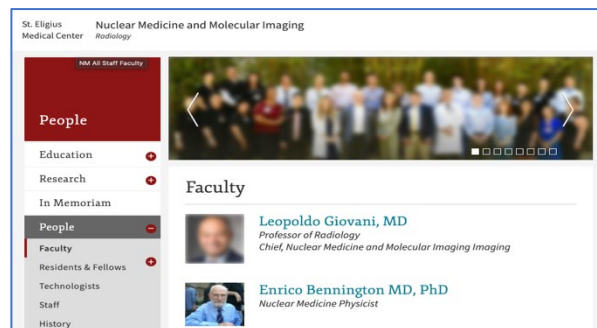 St. Eligius
Medical Center
Nuclear Medicine and Molecular Imaging
Radiology
NM All Staff Faculty
People
Education
Research
In Memoriam
People
Faculty
Residents & Fellows
Technologists
Staff
History
Faculty
Leopoldo Giovani, MD
Professor of Radiology
Chief, Nuclear Medicine and Molecular Imaging Imaging
Enrico Bennington MD, PhD
Nuclear Medicine Physicist